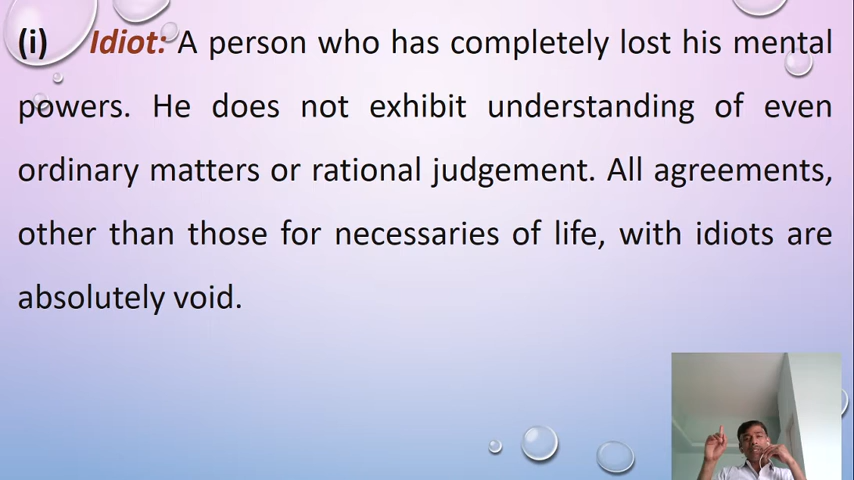 (i) Idiot: A person who has completely lost his mental
powers. He does not exhibit understanding of even
ordinary matters or rational judgement. All agreements,
other than those for necessaries of life, with idiots are
absolutely void.